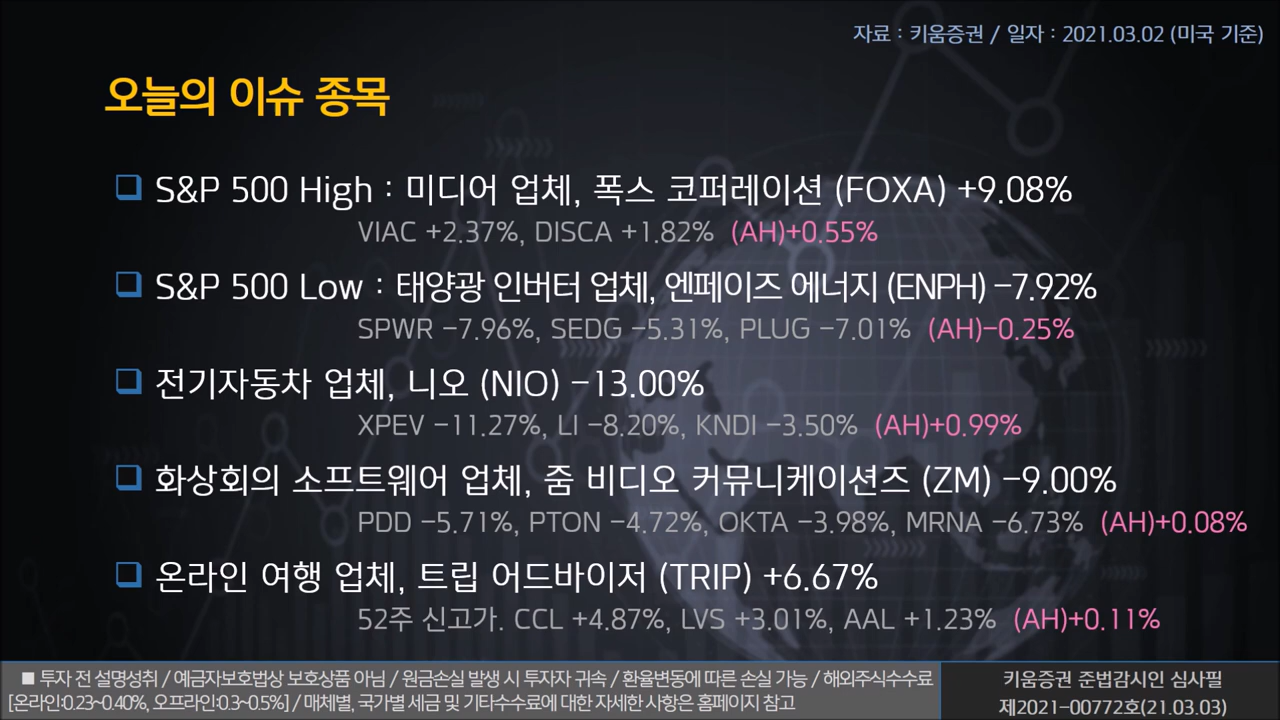 자료 : 키움증권 / 일자 : 2021.03.02 (미국 기준)
오늘의 이슈 종목
❑ S&P 500 High : 미디어 업체, 폭스 코퍼레이션 (FOXA) +9.08%
VIAC +2.37%, DISCA +1.82% (AH)+0.55%
❑ S&P 500 Low : 태양광 인버터 업체, 엔페이즈 에너지 (ENPH) −7.92%
SPWR −7.96%, SEDG −5.31%, PLUG −7.01% (AH)−0.25%
❑ 전기자동차 업체, 니오 (NIO) −13.00%
XPEV −11.27%, LI −8.20%, KNDI −3.50% (AH)+0.99%
❑ 화상회의 소프트웨어 업체, 줌 비디오 커뮤니케이션즈 (ZM) −9.00%
PDD −5.71%, PTON −4.72%, OKTA −3.98%, MRNA −6.73% (AH)+0.08%
❑ 온라인 여행 업체, 트립 어드바이저 (TRIP) +6.67%
52주 신고가. CCL +4.87%, LVS +3.01%, AAL +1.23% (AH)+0.11%
■ 투자 전 설명성취 / 예금자보호법상 보호상품 아님 / 원금손실 발생 시 투자자 귀속 / 환율변동에 따른 손실 가능 / 해외주식수수료
[온라인:0.23~0.40%, 오프라인:0.3~0.5%] / 매체별, 국가별 세금 및 기타수수료에 대한 자세한 사항은 홈페이지 참고
키움증권 준법감시인 심사필
제2021-00772호(21.03.03)